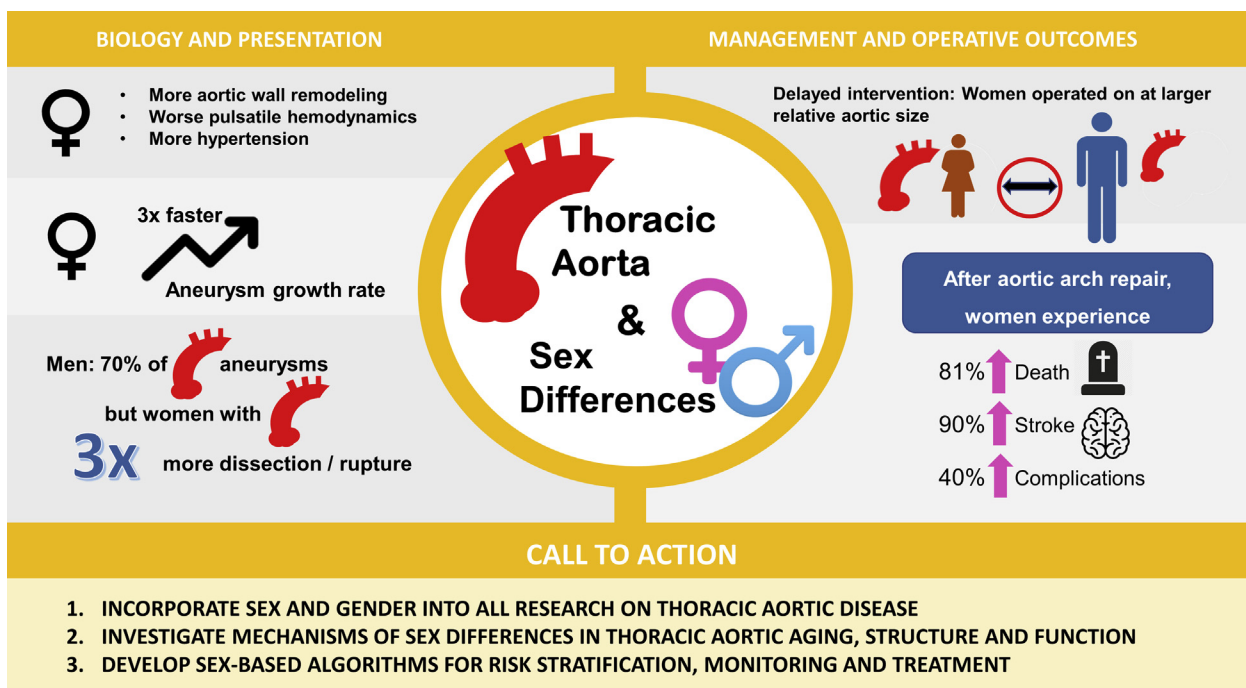 BIOLOGY AND PRESENTATION
• More aortic wall remodeling
• Worse pulsatile hemodynamics
• More hypertension
3x faster
Aneurysm growth rate
Men: 70% of aneurysms
but women with
3x more dissection / rupture
Thoracic
Aorta
&
Sex
Differences
MANAGEMENT AND OPERATIVE OUTCOMES
Delayed intervention: Women operated on at larger
relative aortic size
After aortic arch repair,
women experience
81% Death
90% Stroke
40% Complications
CALL TO ACTION
1. INCORPORATE SEX AND GENDER INTO ALL RESEARCH ON THORACIC AORTIC DISEASE
2. INVESTIGATE MECHANISMS OF SEX DIFFERENCES IN THORACIC AORTIC AGING, STRUCTURE AND FUNCTION
3. DEVELOP SEX-BASED ALGORITHMS FOR RISK STRATIFICATION, MONITORING AND TREATMENT